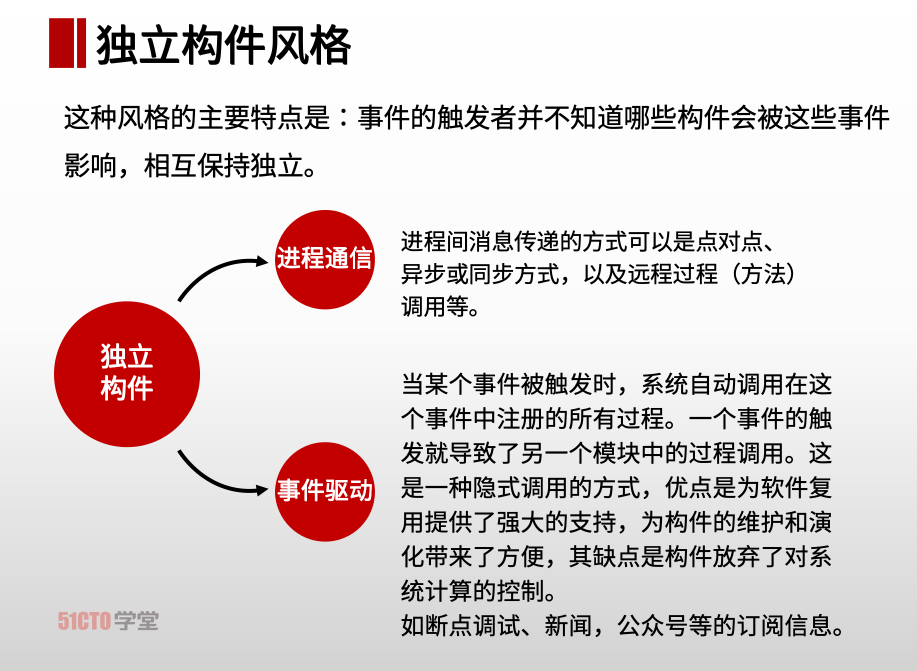 独立构件风格
这种风格的主要特点是：事件的触发者并不知道哪些构件会被这些事件
影响，相互保持独立。
进程通信
进程间消息传递的方式可以是点对点、
异步或同步方式，以及远程过程（方法）
调用等。
独立
构件
事件驱动
当某个事件被触发时，系统自动调用在这
个事件中注册的所有过程。一个事件的触
发就导致了另一个模块中的过程调用。这
是一种隐式调用的方式，优点是为软件复
用提供了强大的支持，为构件的维护和演
化带来了方便，其缺点是构件放弃了对系
统计算的控制。
如断点调试、新闻，公众号等的订阅信息。
51CTO学堂